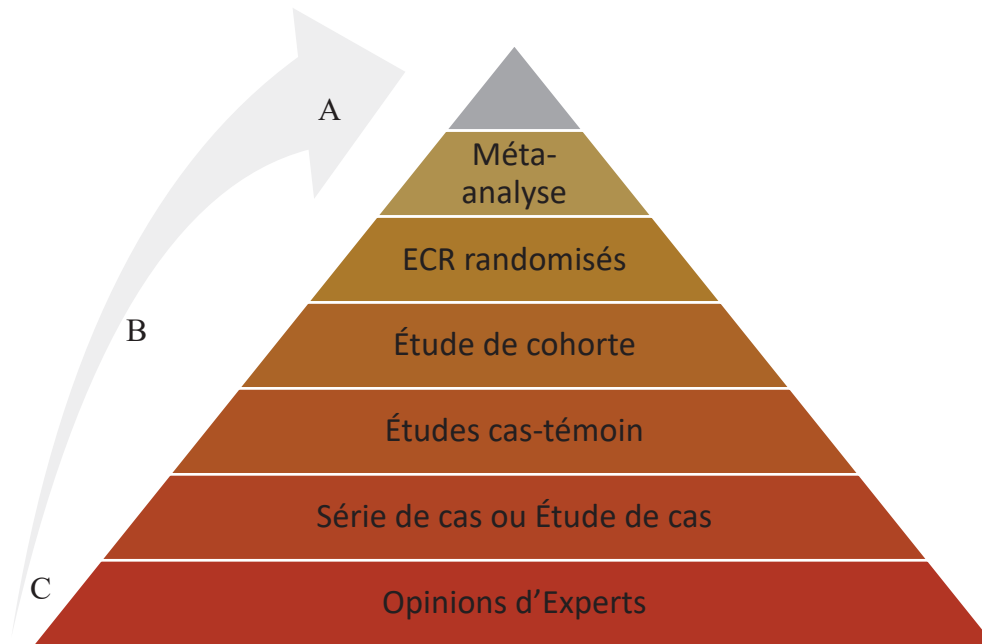 A
Méta-
analyse
ECR randomisés
B
Étude de cohorte
Études cas-témoin
Série de cas ou Étude de cas
C
Opinions d’Experts